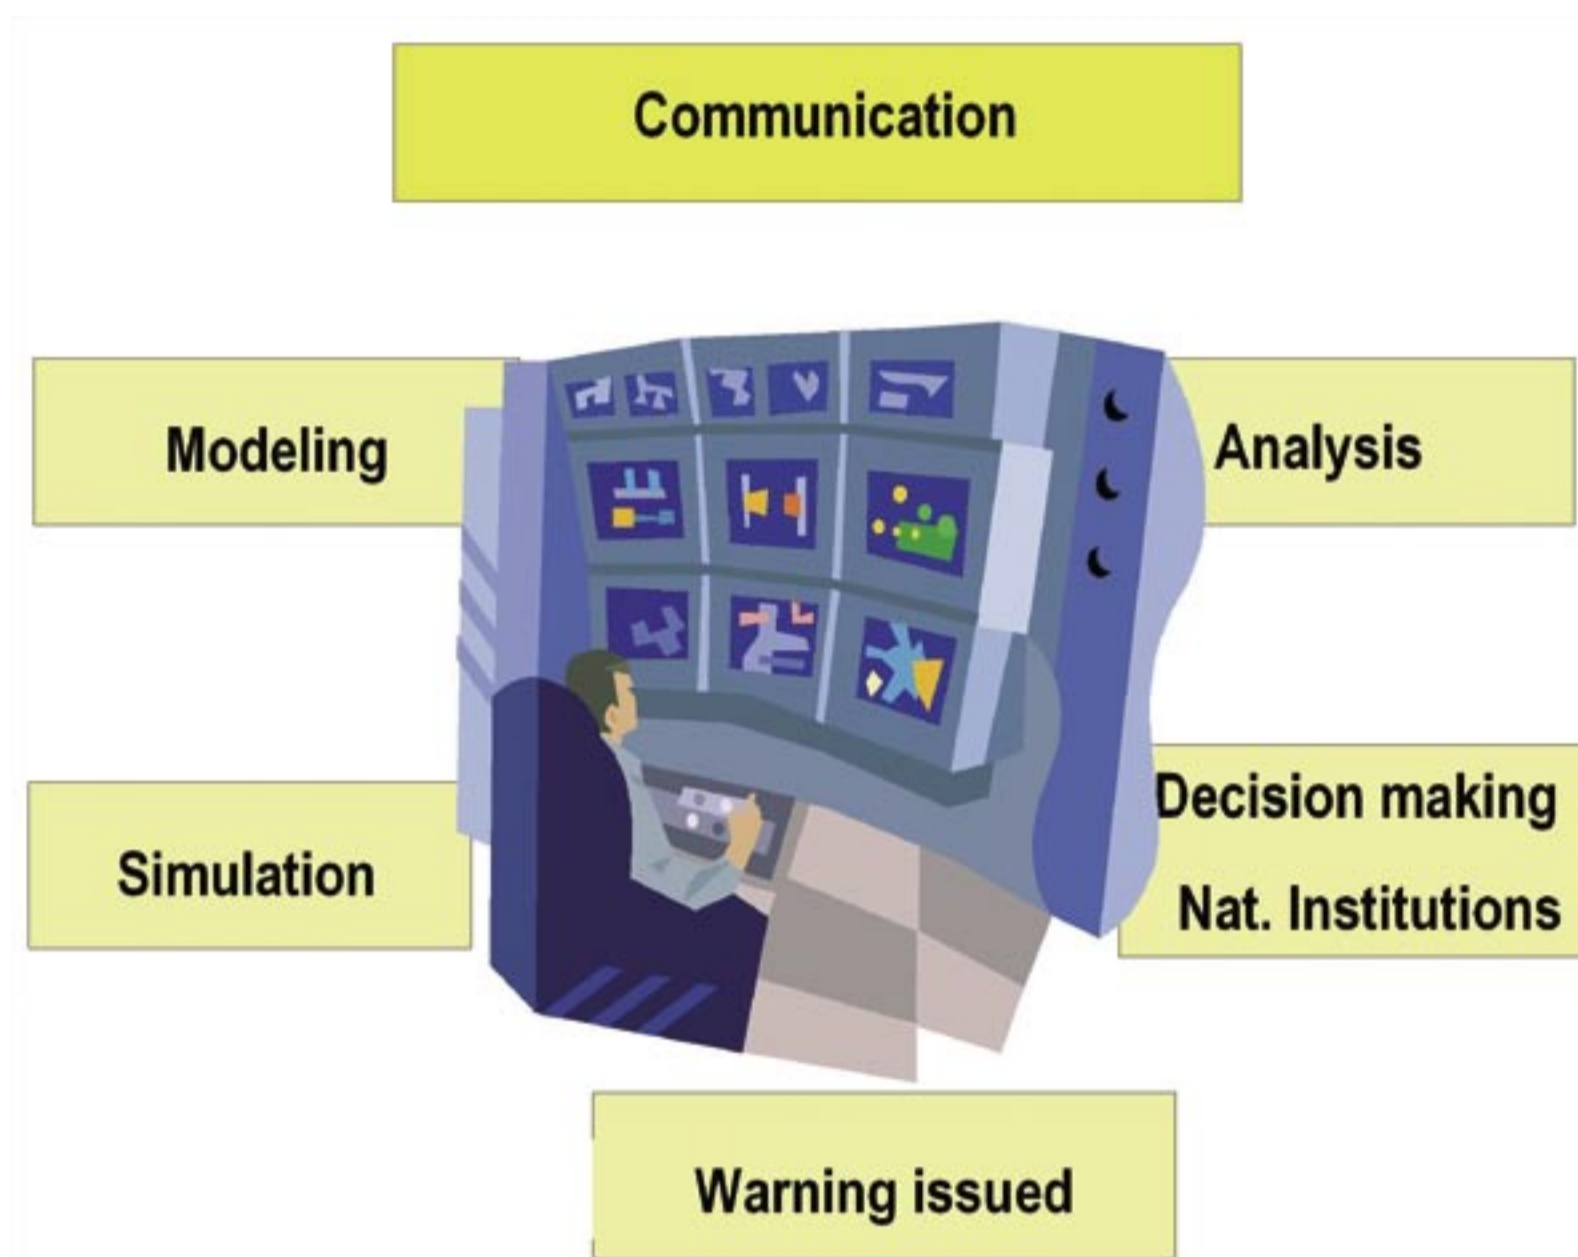 Communication
Modeling
Analysis
Simulation
Decision making
Nat. Institutions
Warning issued